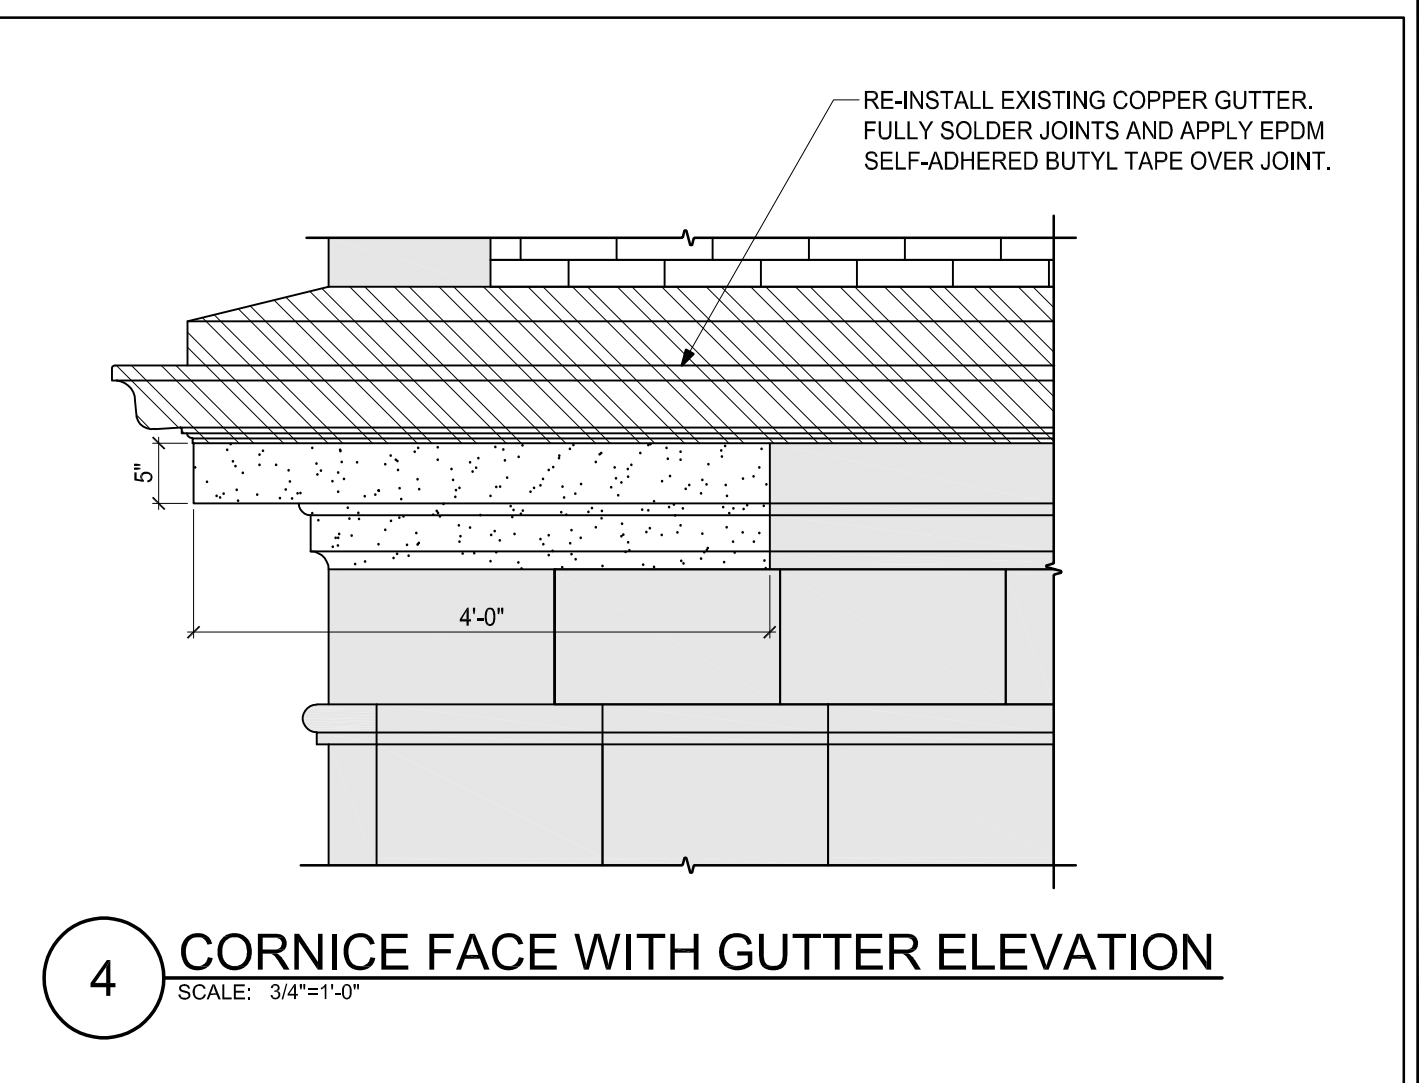 RE-INSTALL EXISTING COPPER GUTTER.
FULLY SOLDER JOINTS AND APPLY EPDM
SELF-ADHERED BUTYL TAPE OVER JOINT.
5"
4'-0"
4
CORNICE FACE WITH GUTTER ELEVATION
SCALE: 3/4"=1'-0"